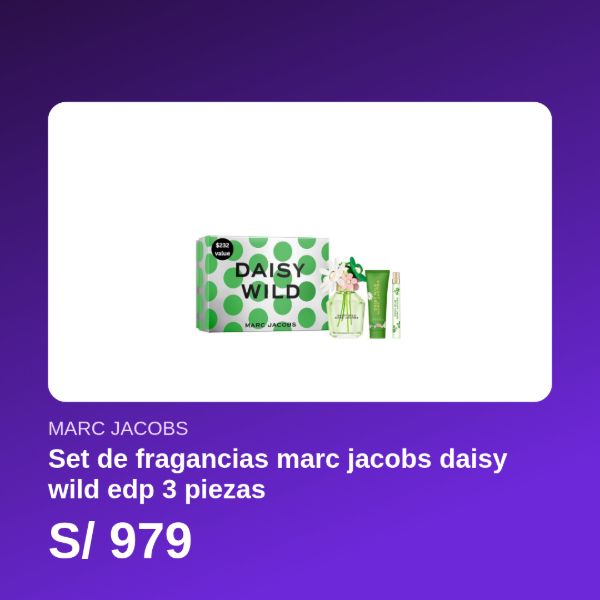 $232
value
DAISY
WILD
MARC JACOBS
MARC JACOBS
Set de fragancias marc jacobs daisy
wild edp 3 piezas
S/ 979